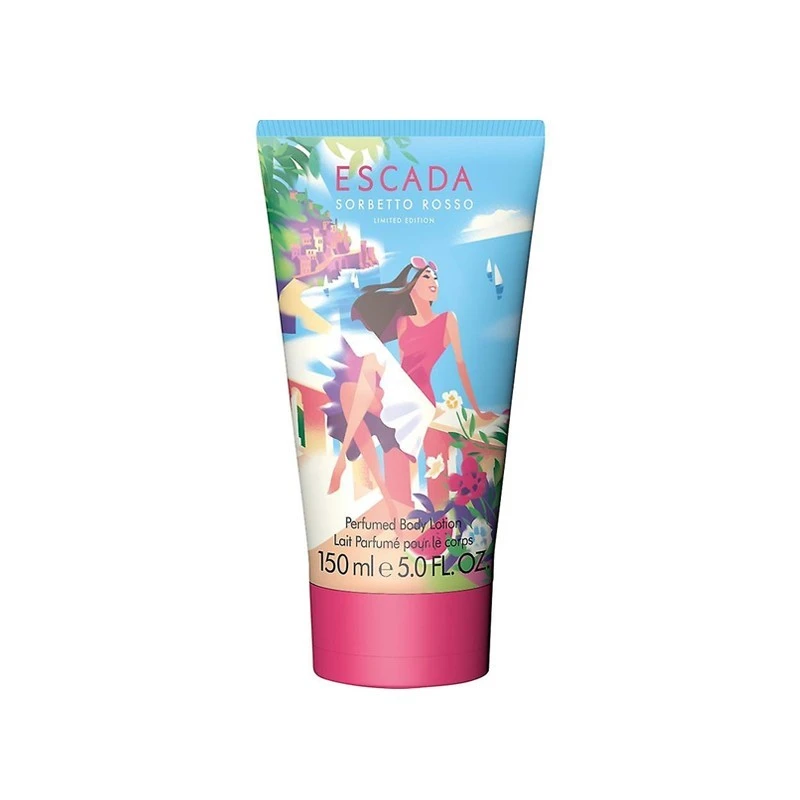 ESCADA
SORBETTO ROSSO
LIMITED EDITION
Perfumed Body Lotion
Lait Parfumé pour le corps
150 ml e 5.0 FL. OZ.